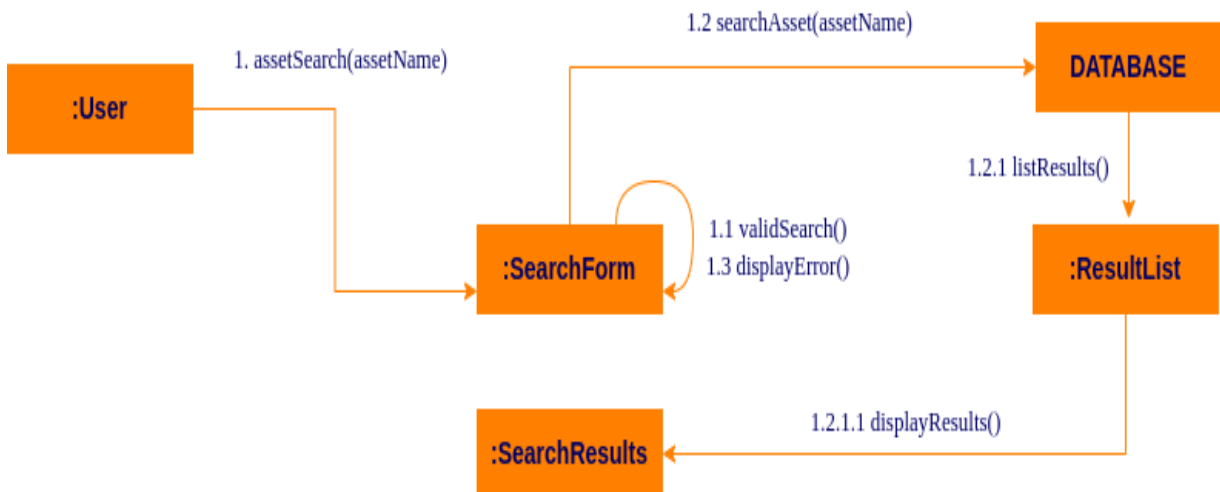 1.2 searchAsset(assetName)
1. assetSearch(assetName)
DATABASE
:User
1.2.1 listResults()
1.1 validSearch()
:SearchForm
1.3 displayError()
:ResultList
1.2.1.1 displayResults()
:SearchResults